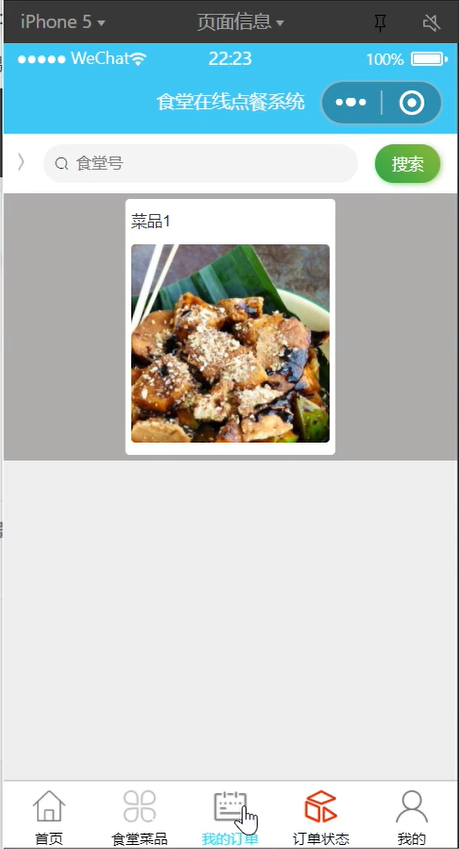 iPhone 5 页面信息
WeChat 22:23 100%
食堂在线点餐系统
食堂号 搜索
菜品1
首页 食堂菜品 我的订单 订单状态 我的